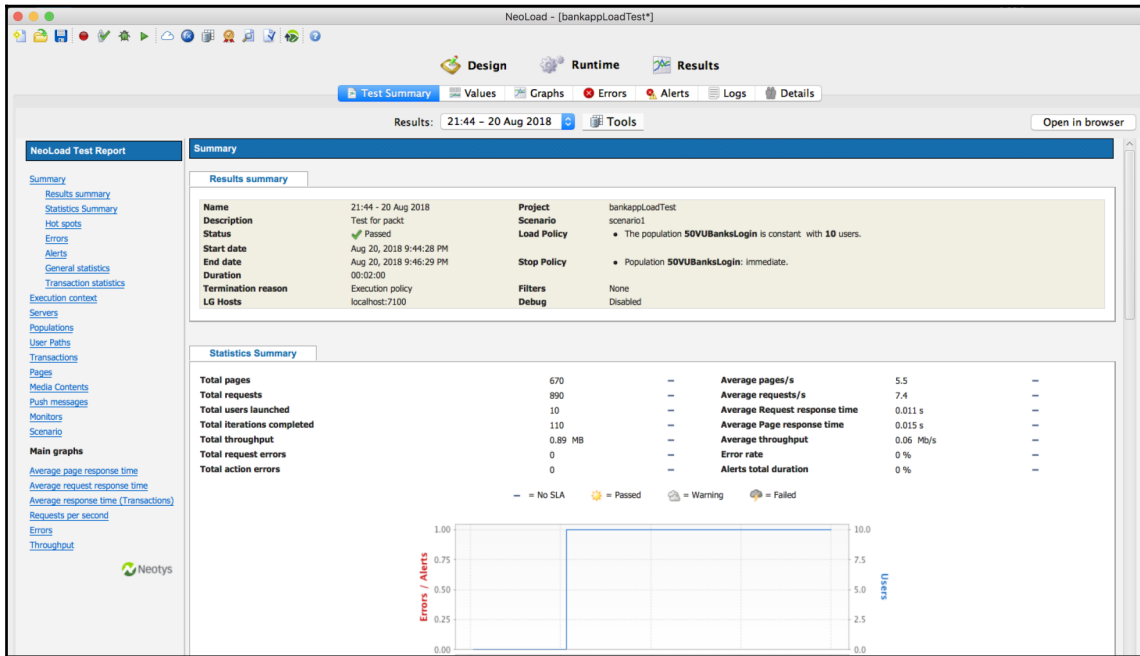 NeoLoad - [bankappLoadTest*]
Design Runtime Results
Test Summary Values Graphs Errors Alerts Logs Details
Results: 21:44 - 20 Aug 2018 Tools Open in browser
NeoLoad Test Report
Summary
Results summary
Statistics Summary
Hot spots
Errors
Alerts
General statistics
Transaction statistics
Execution context
Servers
Populations
User Paths
Transactions
Pages
Media Contents
Push messages
Monitors
Scenario
Main graphs
Average page response time
Average request response time
Average response time (Transactions)
Requests per second
Errors
Throughput
Neotys
Summary
Results summary
Name 21:44 - 20 Aug 2018 Project bankappLoadTest
Description Test for packt Scenario scenario1
Status Passed Load Policy • The population 50VUBanksLogin is constant with 10 users.
Start date Aug 20, 2018 9:44:28 PM
End date Aug 20, 2018 9:46:29 PM Stop Policy • Population 50VUBanksLogin: immediate.
Duration 00:02:00
Termination reason Execution policy Filters None
LG Hosts localhost:7100 Debug Disabled
Statistics Summary
Total pages 670 – Average pages/s 5.5 –
Total requests 890 – Average requests/s 7.4 –
Total users launched 10 – Average Request response time 0.011 s –
Total iterations completed 110 – Average Page response time 0.015 s –
Total throughput 0.89 MB – Average throughput 0.06 Mb/s –
Total request errors 0 – Error rate 0 % –
Total action errors 0 – Alerts total duration 0 % –
– = No SLA = Passed = Warning = Failed
1.00 10.0
0.75 7.5
0.50 5.0
0.25 2.5
0.00 0.0
Errors / Alerts
Users